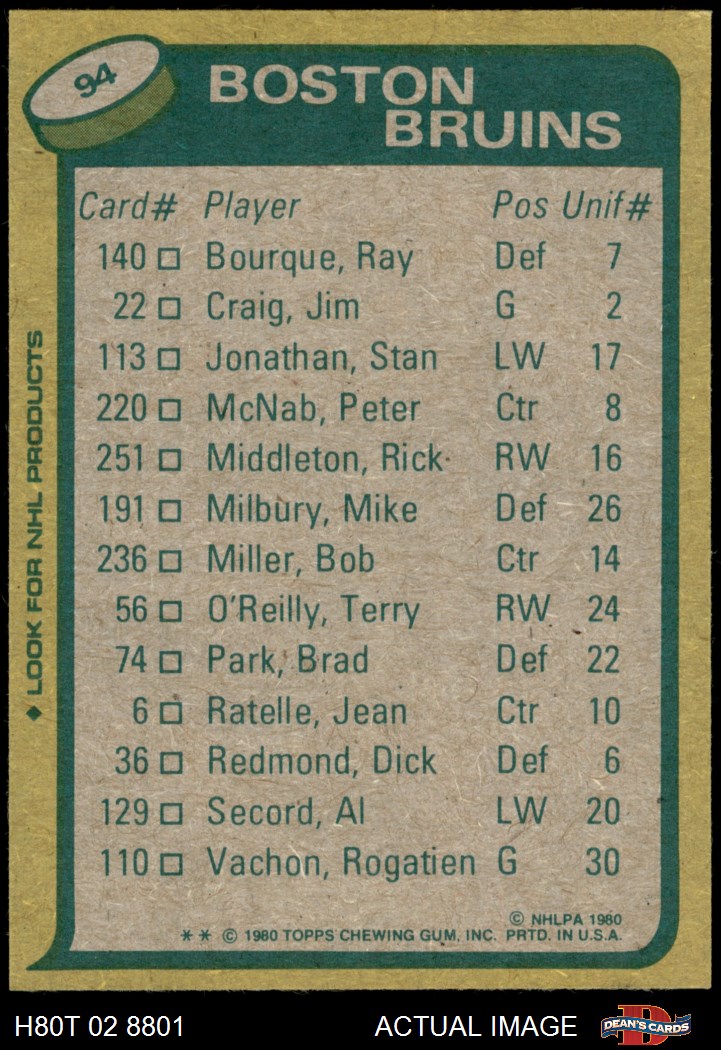 94
BOSTON
BRUINS
Card# Player Pos Unif#
140 □ Bourque, Ray Def 7
22 □ Craig, Jim G 2
113 □ Jonathan, Stan LW 17
220 □ McNab, Peter Ctr 8
251 □ Middleton, Rick RW 16
191 □ Milbury, Mike Def 26
236 □ Miller, Bob Ctr 14
56 □ O'Reilly, Terry RW 24
74 □ Park, Brad Def 22
6 □ Ratelle, Jean Ctr 10
36 □ Redmond, Dick Def 6
129 □ Secord, Al LW 20
110 □ Vachon, Rogatien G 30
© NHLPA 1980
** © 1980 TOPPS CHEWING GUM, INC. PRTD. IN U.S.A.
◆ LOOK FOR NHL PRODUCTS
H80T 02 8801 ACTUAL IMAGE
D
DEAN'S CARDS